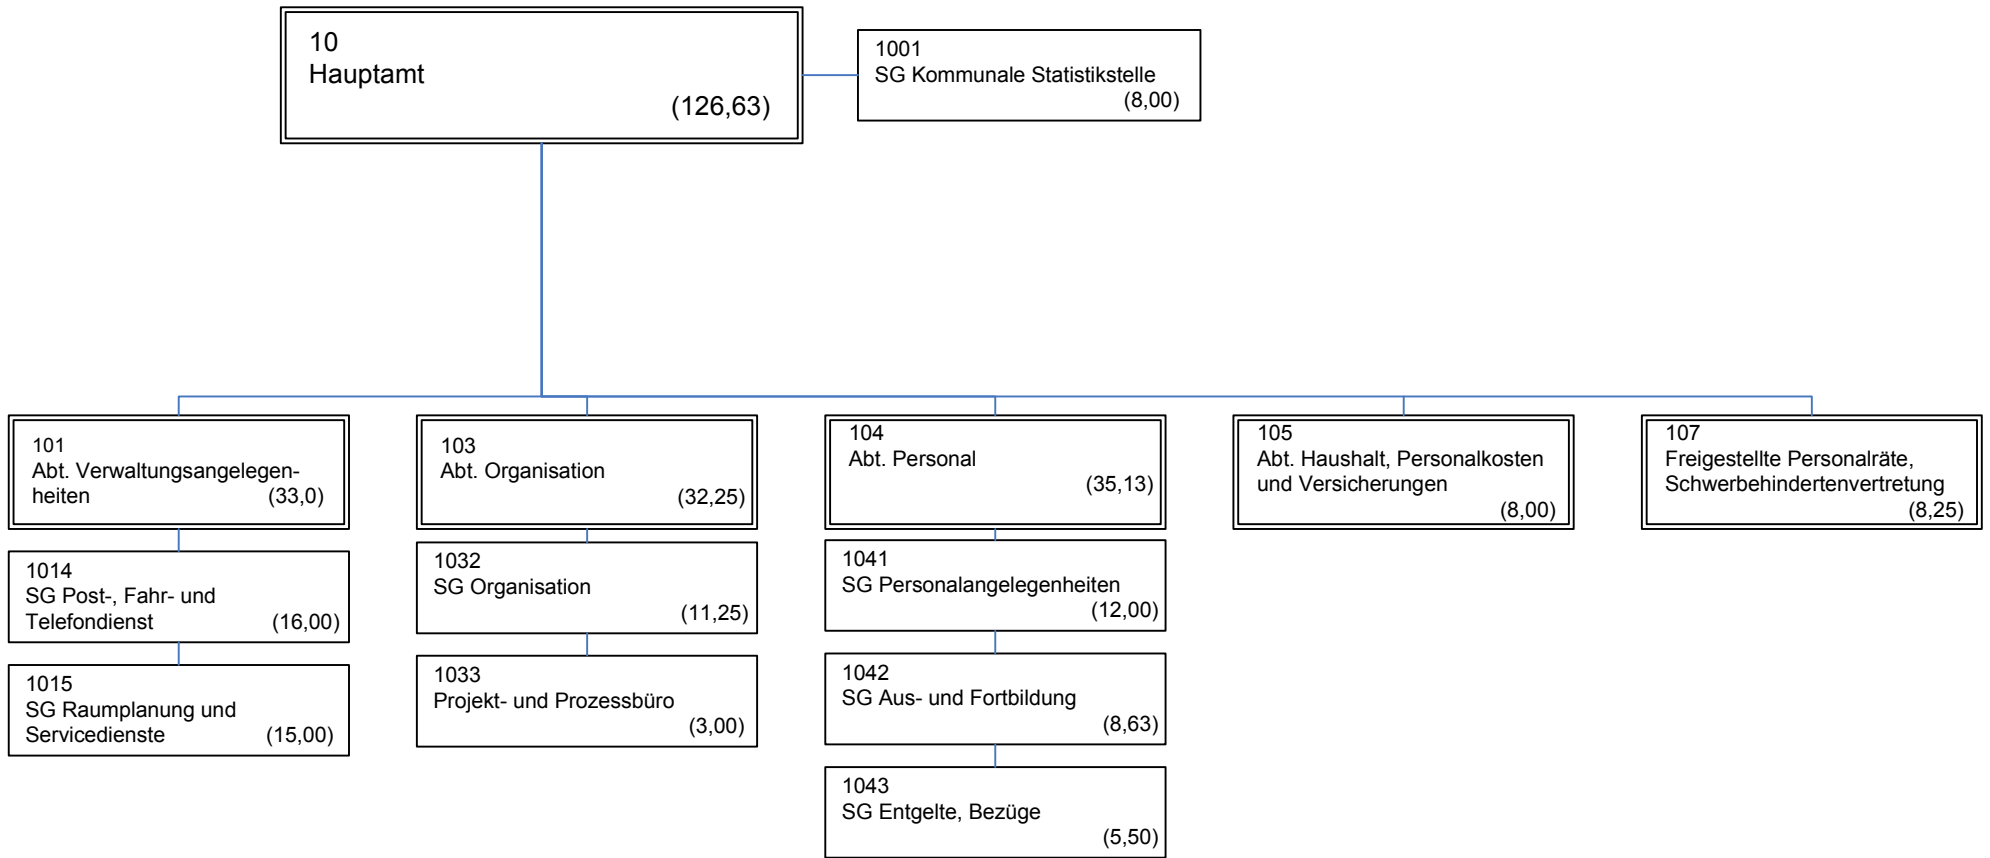 10
Hauptamt
(126,63)
1001
SG Kommunale Statistikstelle
(8,00)
101
Abt. Verwaltungsangelegen-
heiten (33,0)
1014
SG Post-, Fahr- und
Telefondienst (16,00)
1015
SG Raumplanung und
Servicedienste (15,00)
103
Abt. Organisation
(32,25)
1032
SG Organisation
(11,25)
1033
Projekt- und Prozessbüro
(3,00)
104
Abt. Personal
(35,13)
1041
SG Personalangelegenheiten
(12,00)
1042
SG Aus- und Fortbildung
(8,63)
1043
SG Entgelte, Bezüge
(5,50)
105
Abt. Haushalt, Personalkosten
und Versicherungen
(8,00)
107
Freigestellte Personalräte,
Schwerbehindertenvertretung
(8,25)